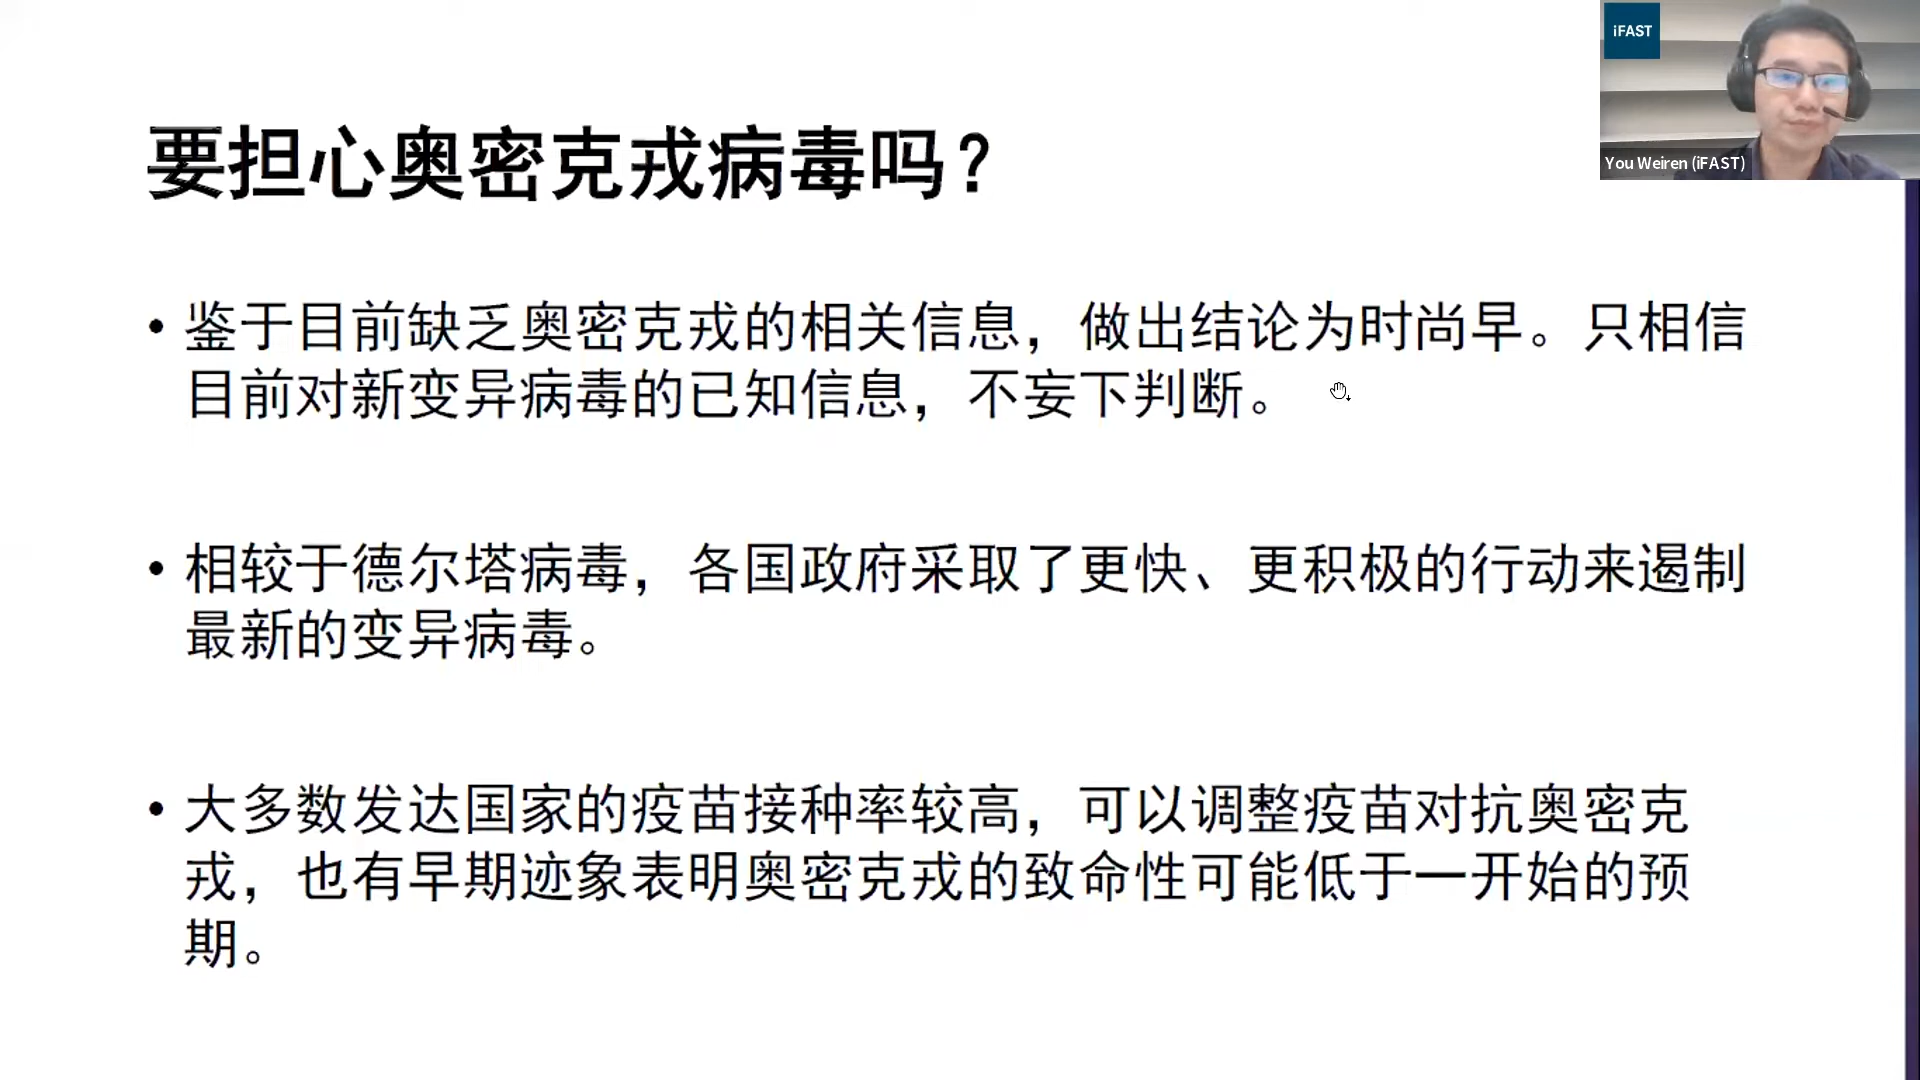 iFAST
You Weiren (iFAST)
要担心奥密克戎病毒吗？
• 鉴于目前缺乏奥密克戎的相关信息，做出结论为时尚早。只相信
目前对新变异病毒的已知信息，不妄下判断。
• 相较于德尔塔病毒，各国政府采取了更快、更积极的行动来遏制
最新的变异病毒。
• 大多数发达国家的疫苗接种率较高，可以调整疫苗对抗奥密克
戎，也有早期迹象表明奥密克戎的致命性可能低于一开始的预
期。